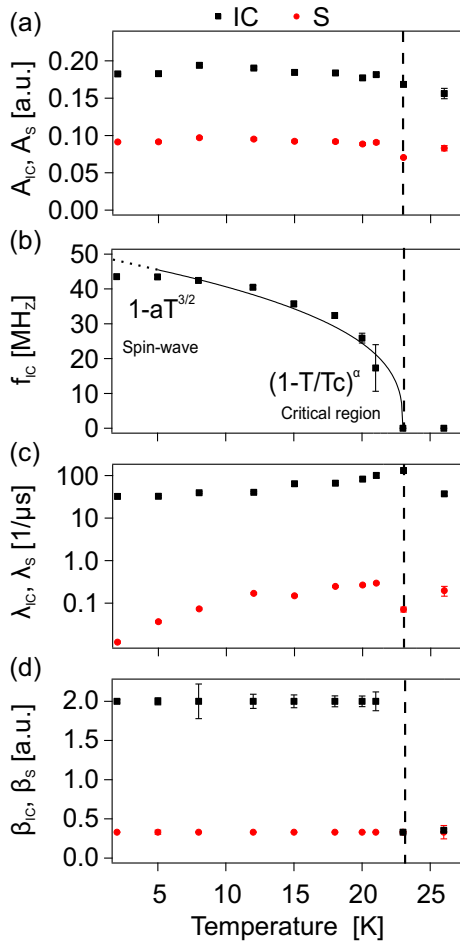 (a)
IC
S
0.20
0.15
0.10
0.05
0.00
A_IC, A_S [a.u.]
(b)
50
40
30
20
10
0
f_IC [MHz]
1-aT^3/2
Spin-wave
(1-T/Tc)^α
Critical region
(c)
100
10
1.0
0.1
λ_IC, λ_S [1/μs]
(d)
2.0
1.5
1.0
0.5
0.0
β_IC, β_S [a.u.]
5
10
15
20
25
Temperature [K]